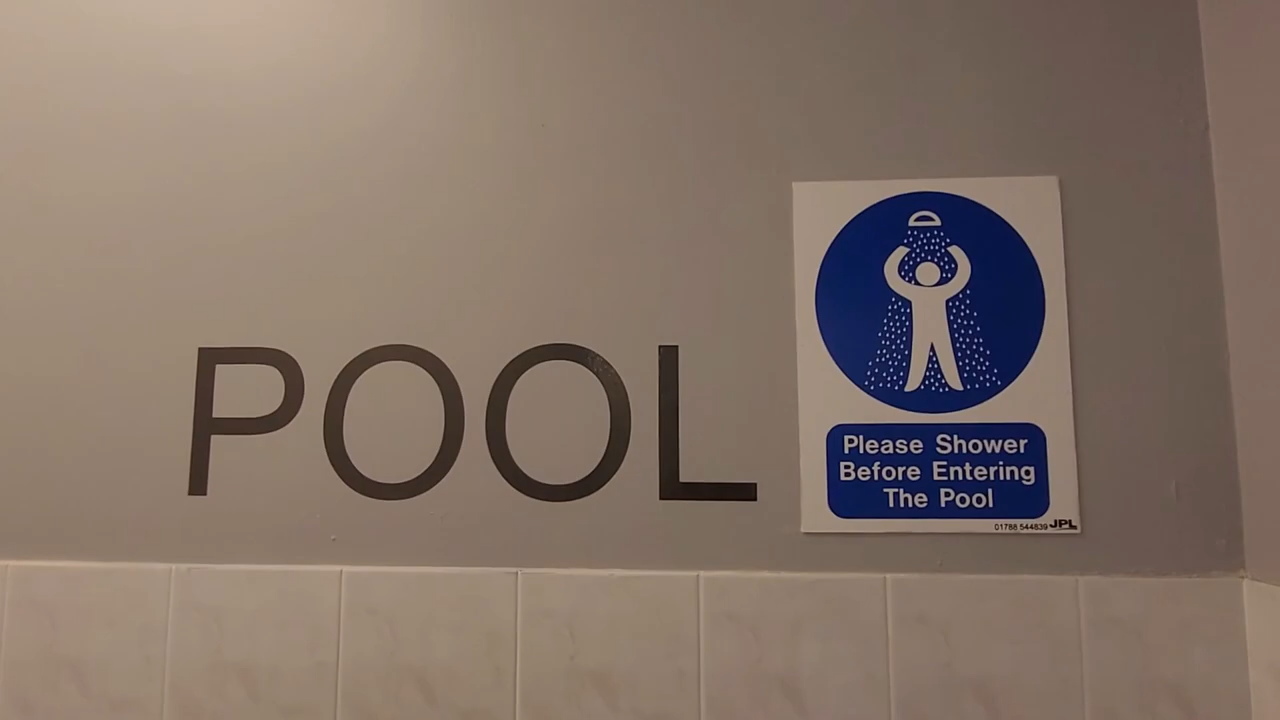 POOL
Please Shower
Before Entering
The Pool
01788 544839 JPL